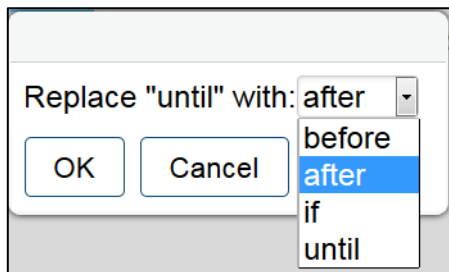 Replace "until" with: after
before
after
if
until
OK
Cancel